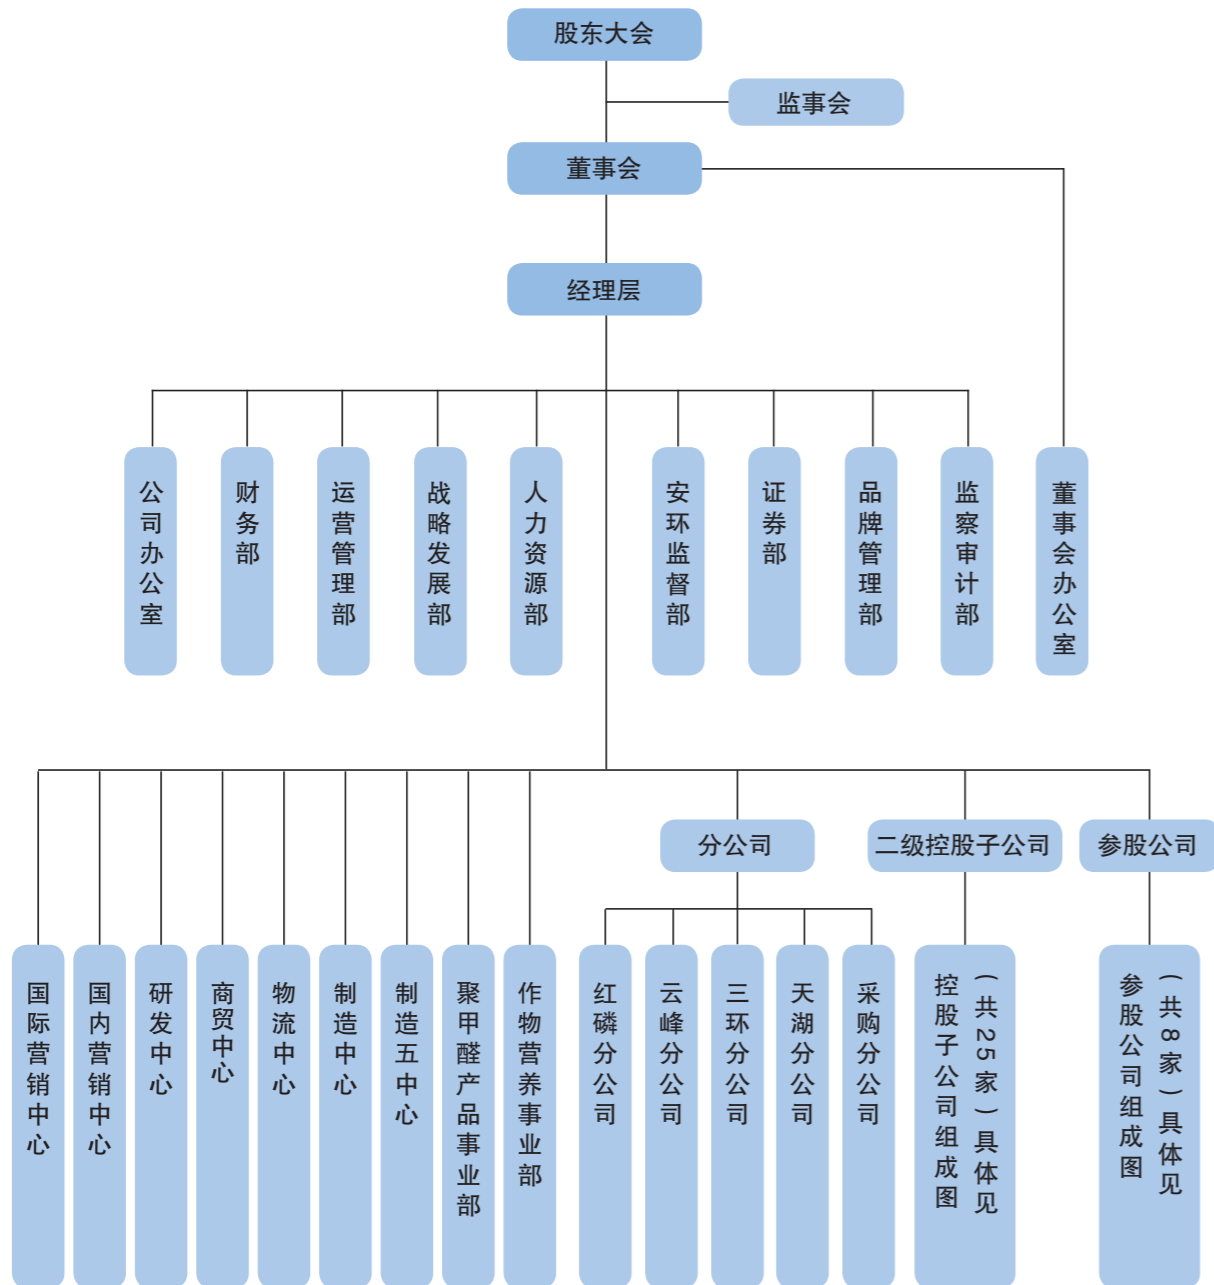 股东大会
监事会
董事会
经理层
公司办公室
财务部
运营管理部
战略发展部
人力资源部
安环监督部
证券部
品牌管理部
监察审计部
董事会办公室
分公司
二级控股子公司
参股公司
国际营销中心
国内营销中心
研发中心
商贸中心
物流中心
制造中心
制造五中心
聚甲醛产品事业部
作物营养事业部
红磷分公司
云峰分公司
三环分公司
天湖分公司
采购分公司
(共25家)具体见
控股子公司组成图
(共8家)具体见
参股公司组成图